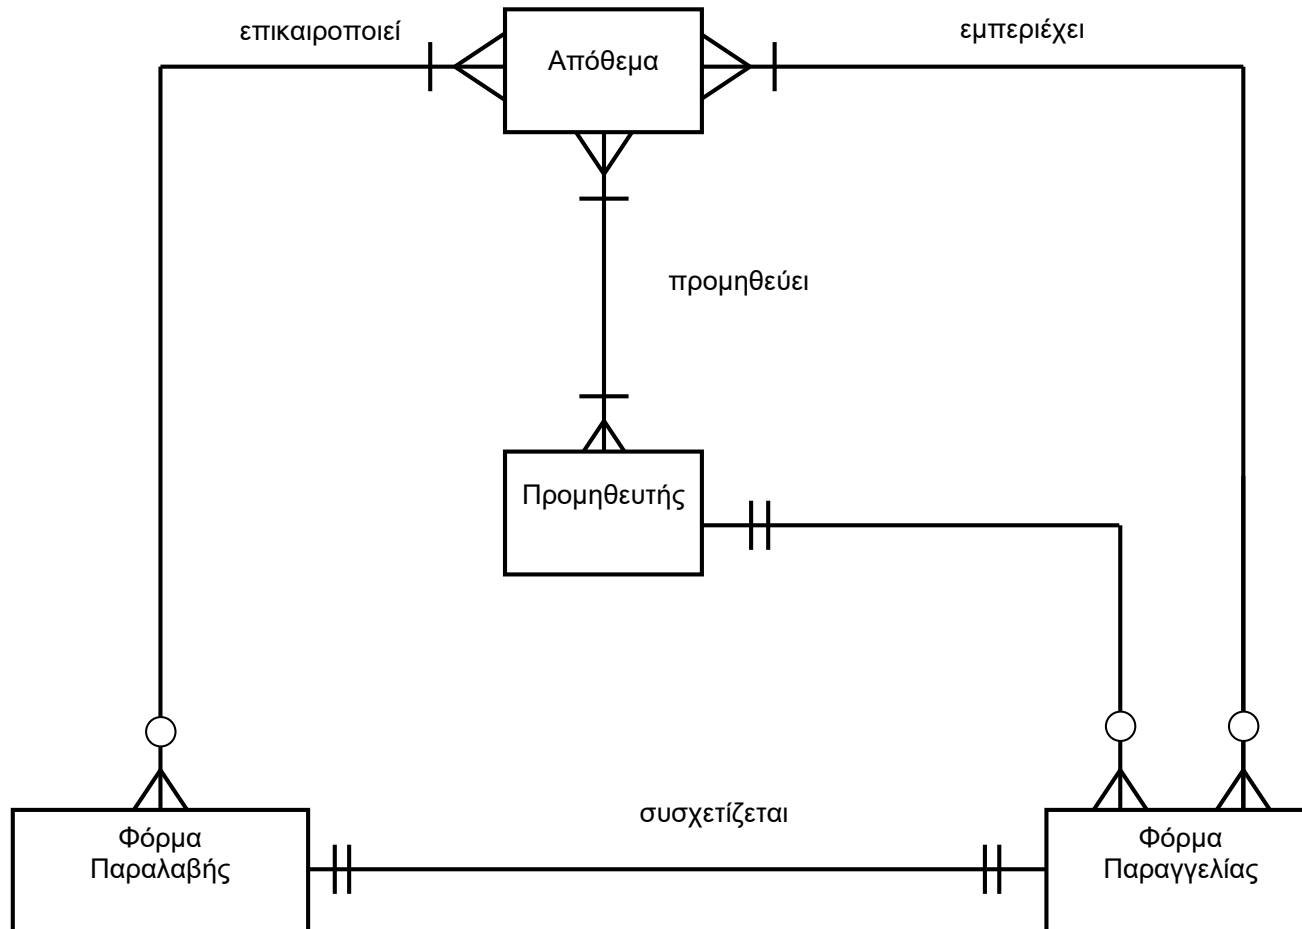 επικαιροποιεί
Απόθεμα
εμπεριέχει
προμηθεύει
Προμηθευτής
συσχετίζεται
Φόρμα
Παραλαβής
Φόρμα
Παραγγελίας